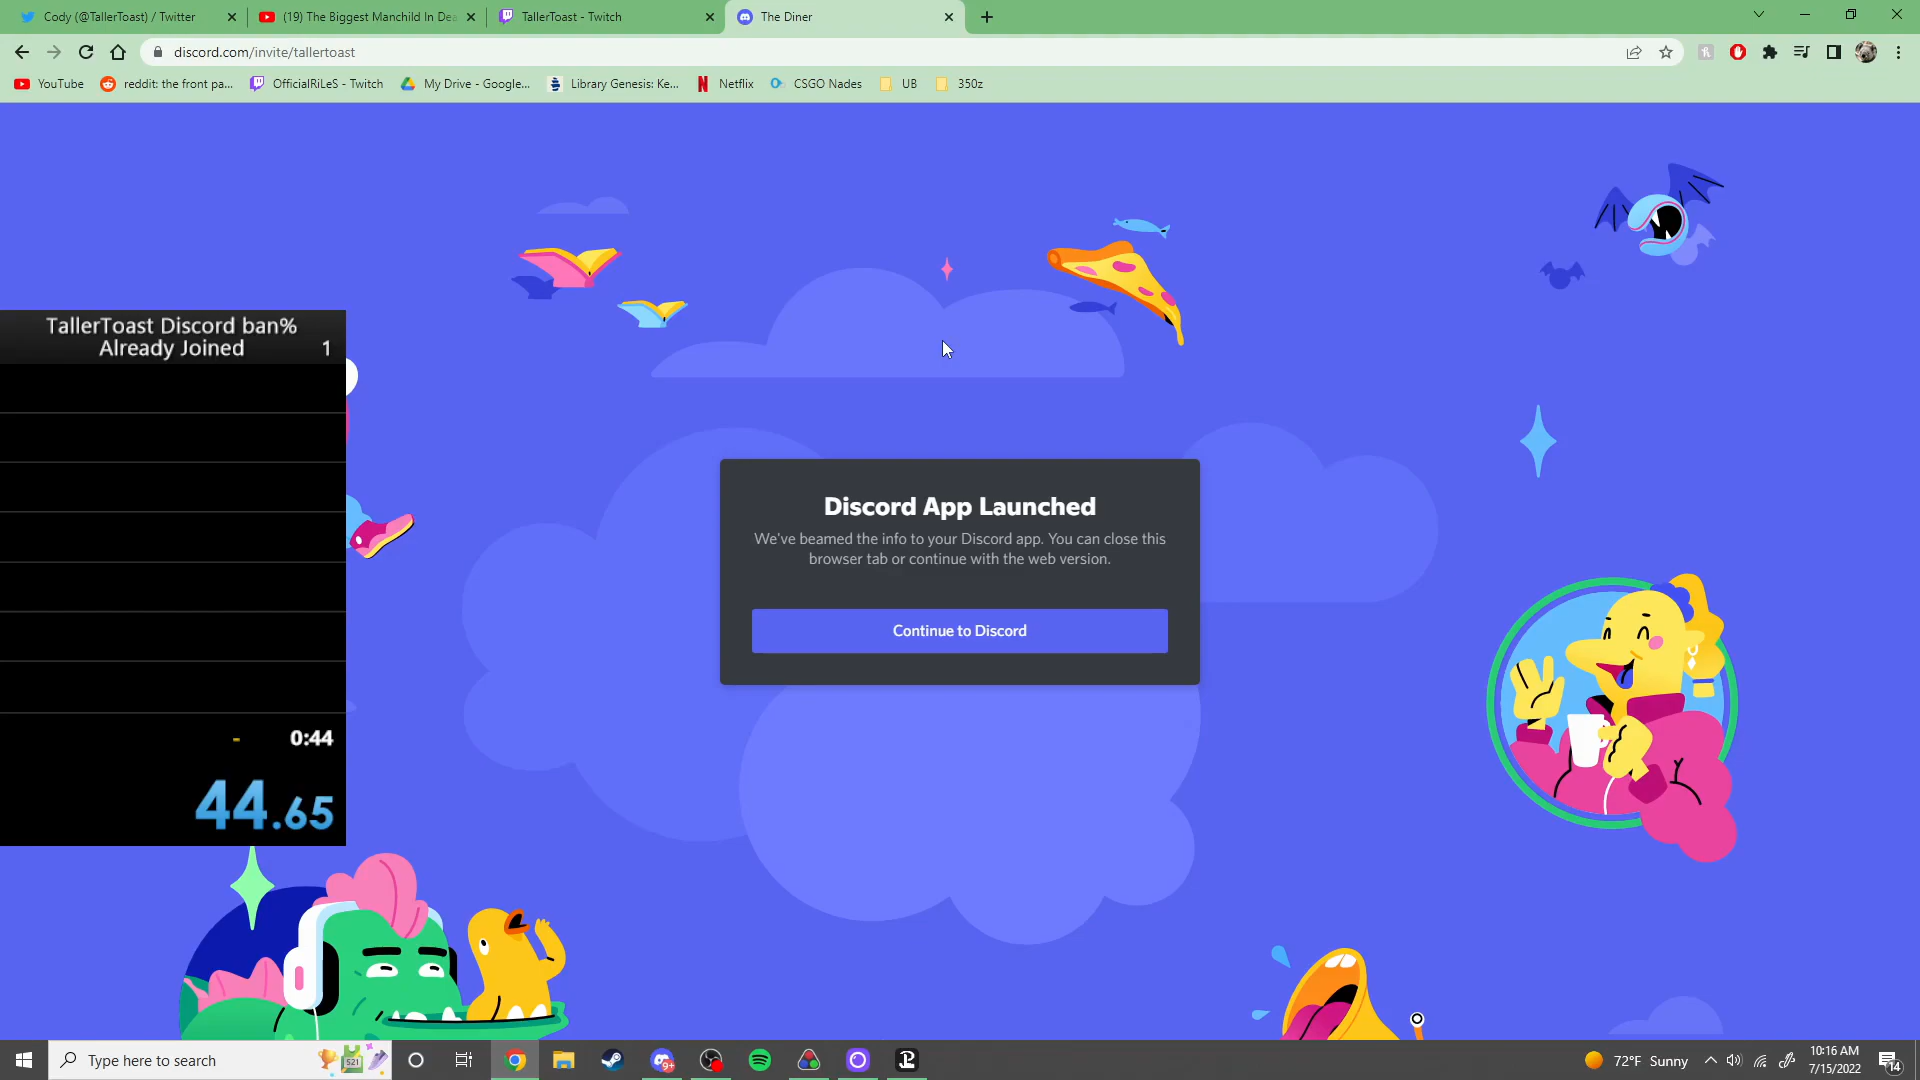 Cody (@TallerToast) / Twitter
(19) The Biggest Manchild In Dea
TallerToast - Twitch
The Diner
discord.com/invite/tallertoast
YouTube
reddit: the front pa...
OfficialRiLeS - Twitch
My Drive - Google...
Library Genesis: Ke...
Netflix
CSGO Nades
UB
350z
TallerToast Discord ban%
Already Joined 1
- 0:44
44.65
Discord App Launched
We've beamed the info to your Discord app. You can close this
browser tab or continue with the web version.
Continue to Discord
Type here to search
521
9+
72°F Sunny
10:16 AM
7/15/2022
14